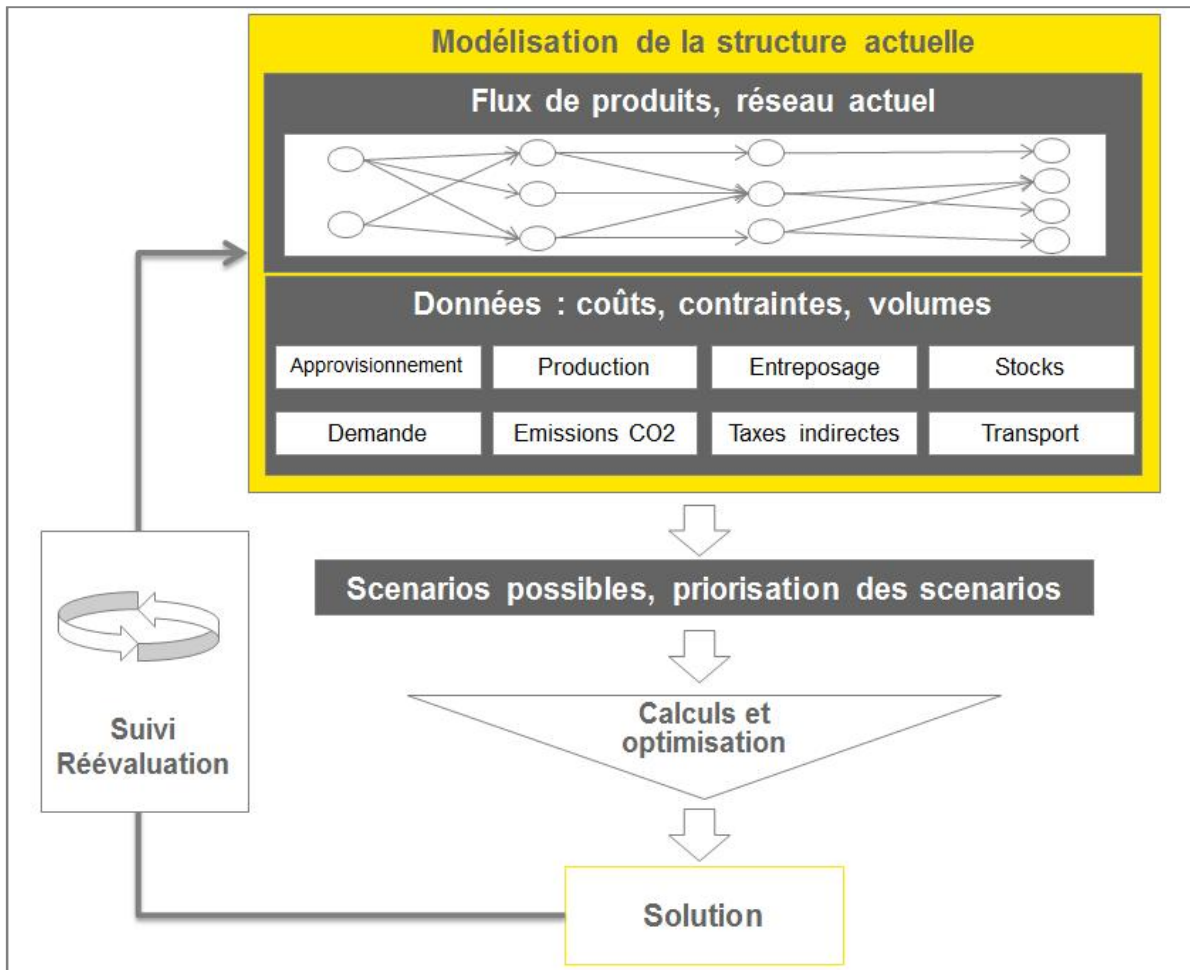 Modélisation de la structure actuelle
Flux de produits, réseau actuel
Données : coûts, contraintes, volumes
Approvisionnement
Production
Entreposage
Stocks
Demande
Emissions CO2
Taxes indirectes
Transport
Scenarios possibles, priorisation des scenarios
Calculs et
optimisation
Suivi
Réévaluation
Solution